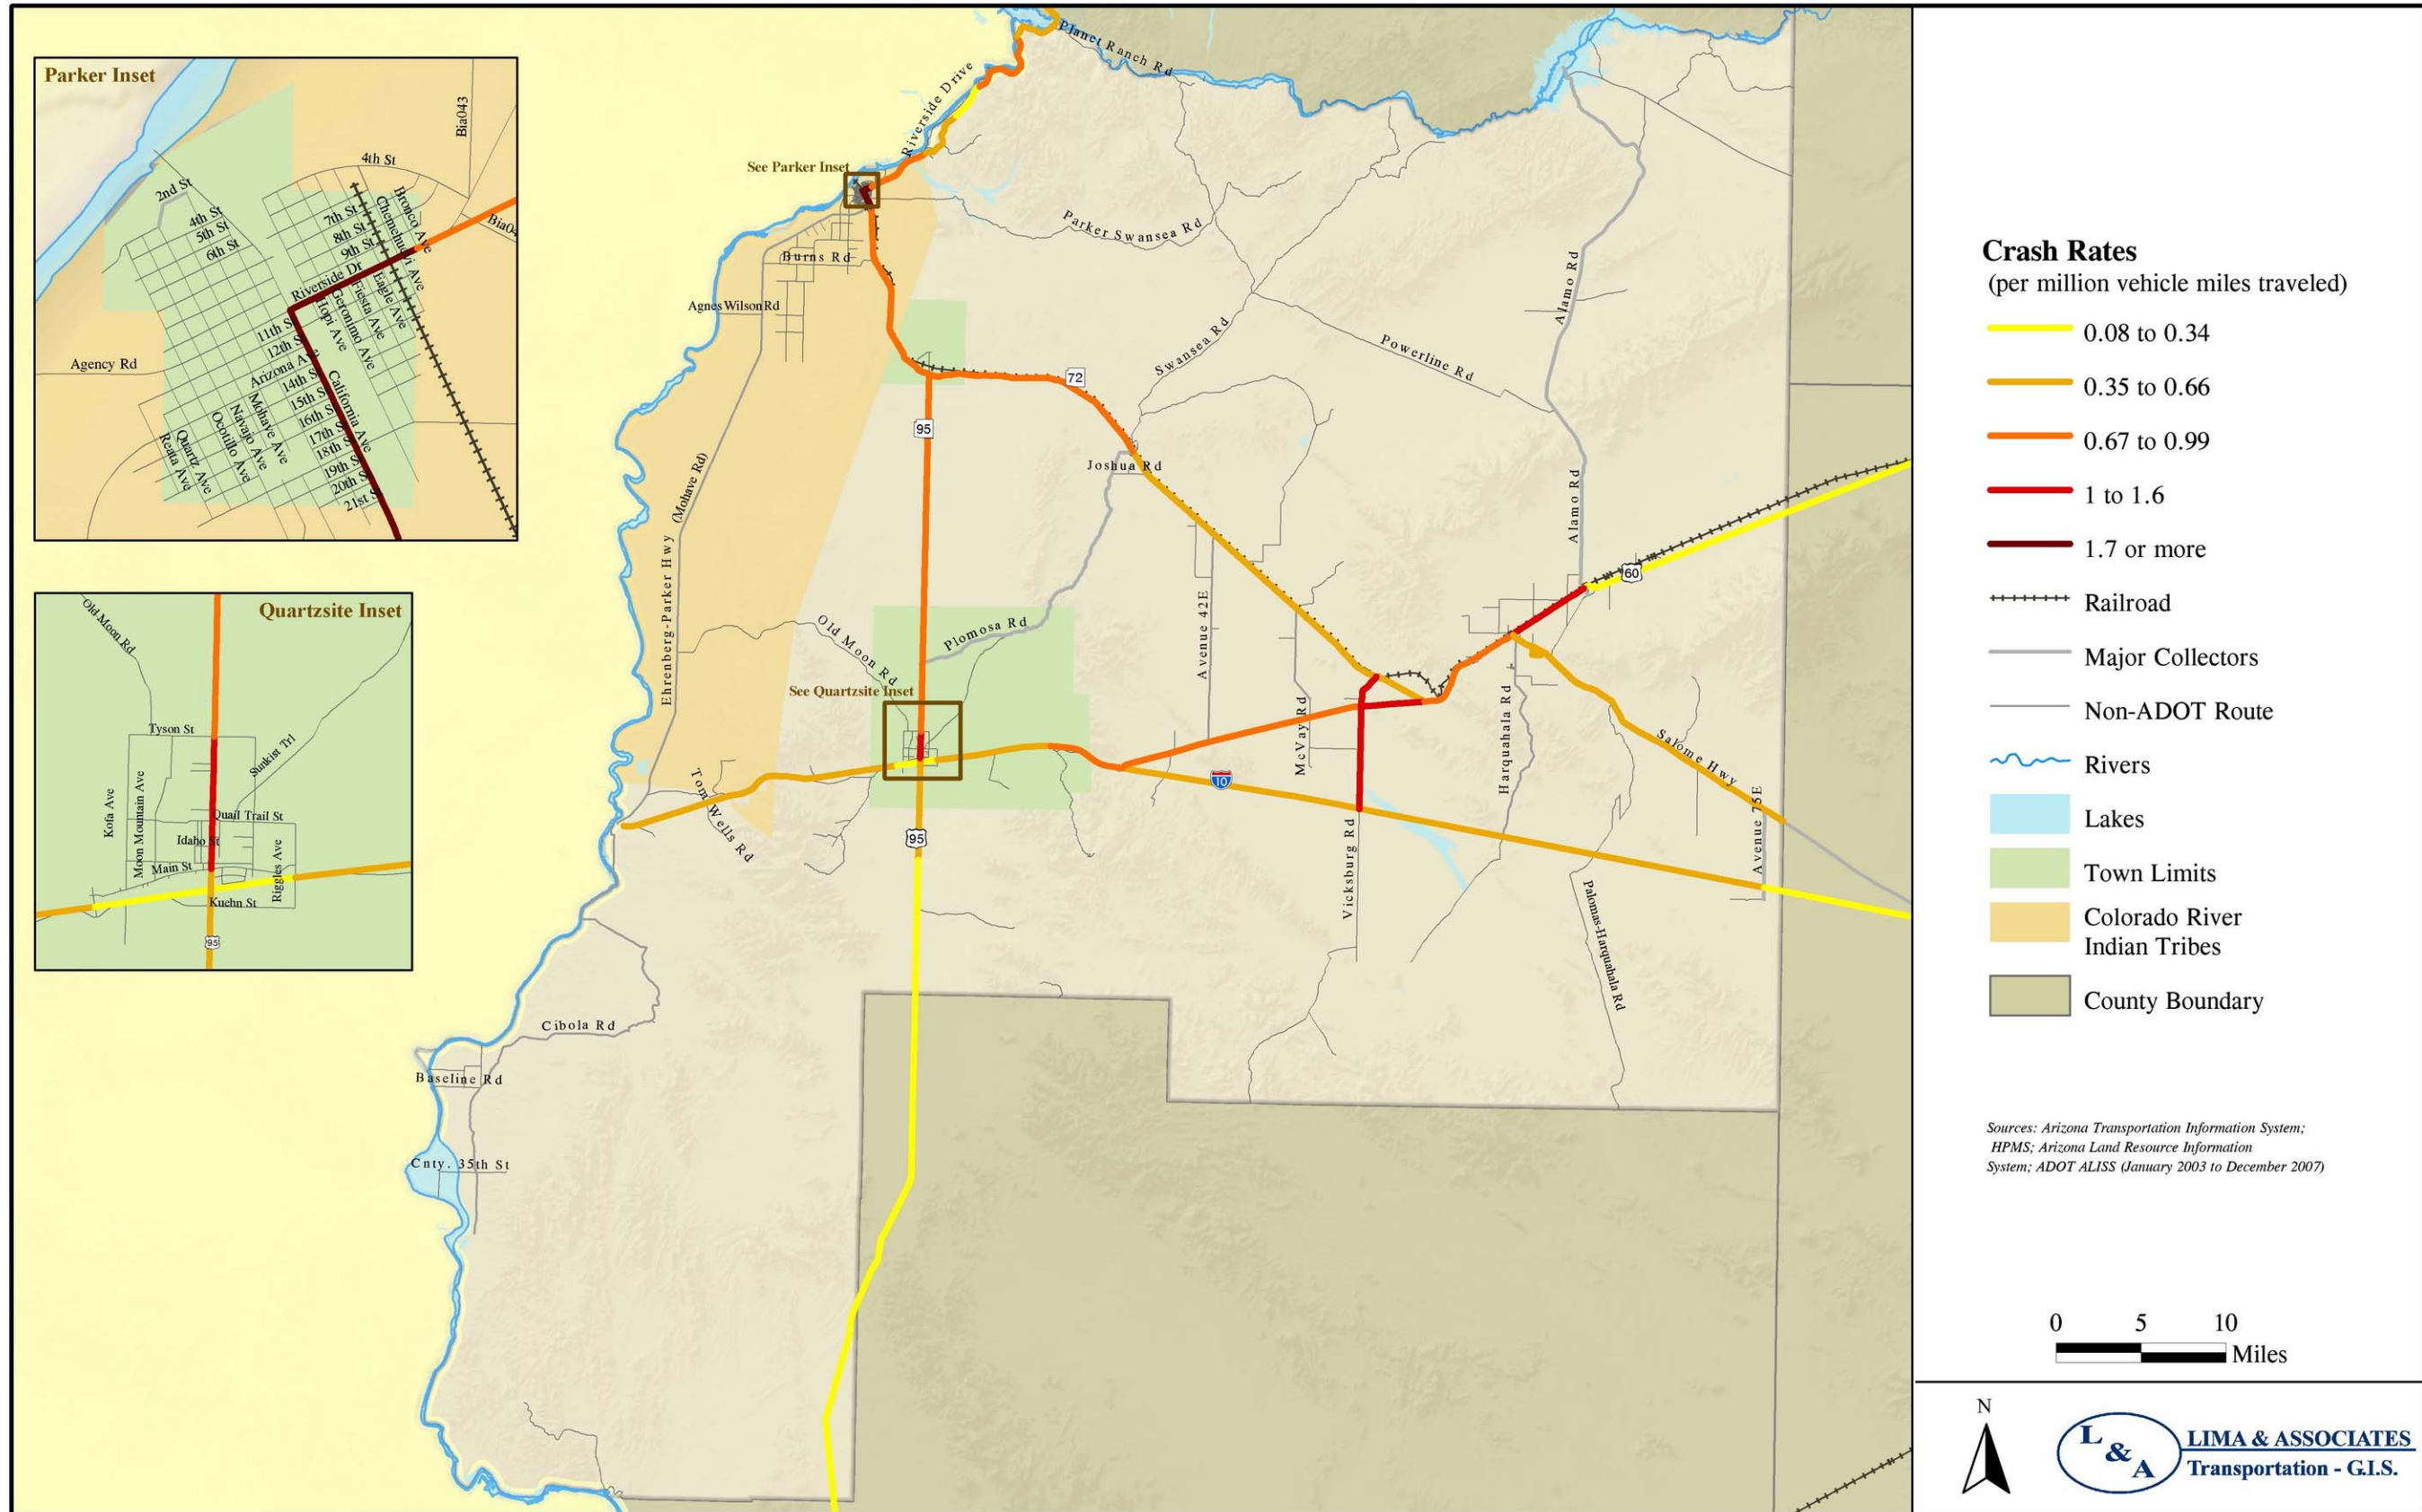 Parker Inset
Bia043
4th St
2nd St
4th St
5th St
6th St
7th St
8th St
9th St
Bronco Ave
Chemehuevi Ave
Riverside Dr
Eagle Ave
Fiesta Ave
Geronimo Ave
Hopi Ave
11th S
12th S
Arizona Ave
14th S
15th S
16th S
17th S
18th S
19th S
20th S
21st S
California Ave
Mohave Ave
Navajo Ave
Ocotillo Ave
Quartz Ave
Reata Ave
Agency Rd
Quartzsite Inset
Old Moon Rd
Tyson St
Sunkist Trl
Kofa Ave
Moon Mountain Ave
Quail Trail St
Idaho St
Main St
Riggles Ave
Kuehn St
95
Planet Ranch Rd
Riverside Drive
See Parker Inset
Parker Swansea Rd
Burns Rd
Agnes Wilson Rd
Alamo Rd
Swansea Rd
Powerline Rd
72
95
Joshua Rd
Ehrenberg-Parker Hwy (Mohave Rd)
Alamo Rd
60
Old Moon Rd
Plomosa Rd
Avenue 42E
See Quartzsite Inset
McVay Rd
Harquahala Rd
Salome Hwy
10
Tom Wells Rd
95
Vicksburg Rd
Avenue 75E
Palomas-Harquahala Rd
Cibola Rd
Baseline Rd
Cnty. 35th St
Crash Rates
(per million vehicle miles traveled)
0.08 to 0.34
0.35 to 0.66
0.67 to 0.99
1 to 1.6
1.7 or more
Railroad
Major Collectors
Non-ADOT Route
Rivers
Lakes
Town Limits
Colorado River
Indian Tribes
County Boundary
Sources: Arizona Transportation Information System;
HPMS; Arizona Land Resource Information
System; ADOT ALISS (January 2003 to December 2007)
0 5 10
Miles
N
L & A
LIMA & ASSOCIATES
Transportation - G.I.S.